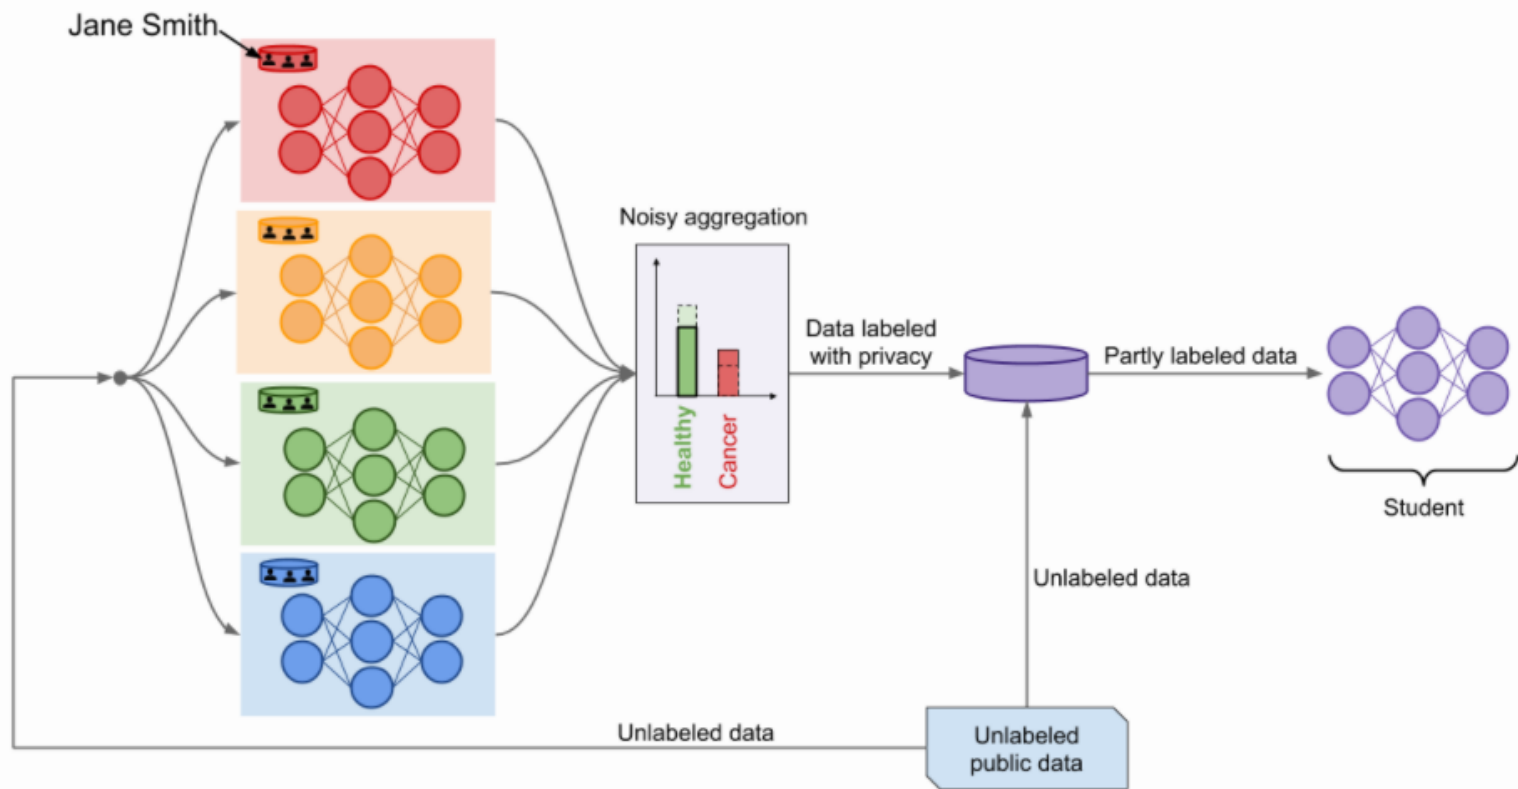 Jane Smith
Noisy aggregation
Healthy
Cancer
Data labeled
with privacy
Partly labeled data
Student
Unlabeled data
Unlabeled data
Unlabeled
public data